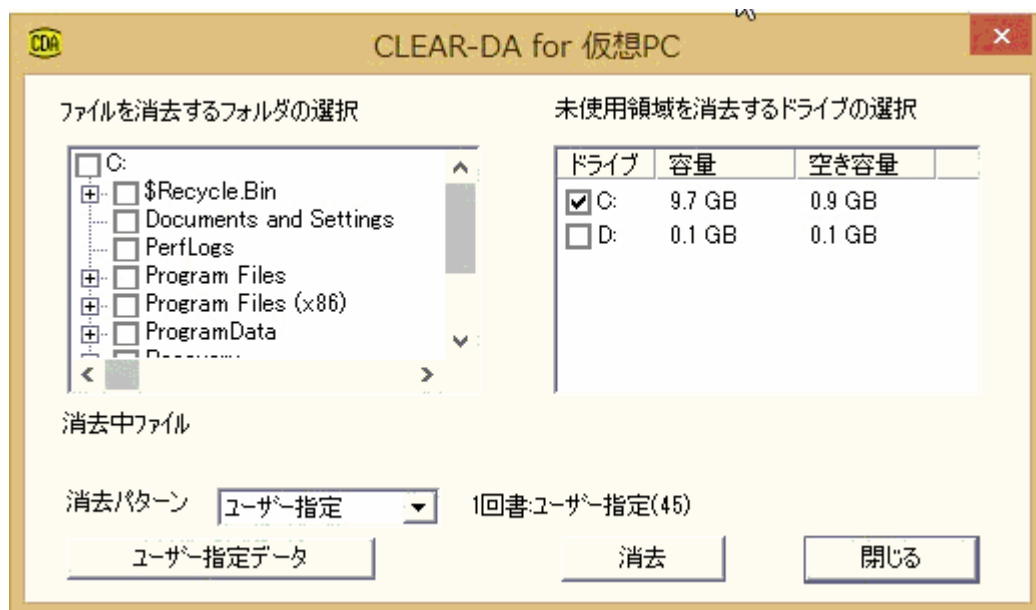 CDA
CLEAR-DA for 仮想PC
ファイルを消去するフォルダの選択
C:
$Recycle.Bin
Documents and Settings
PerfLogs
Program Files
Program Files (x86)
ProgramData
未使用領域を消去するドライブの選択
ドライブ 容量 空き容量
C: 9.7 GB 0.9 GB
D: 0.1 GB 0.1 GB
消去中ファイル
消去パターン ユーザー指定 1回書:ユーザー指定(45)
ユーザー指定データ 消去 閉じる